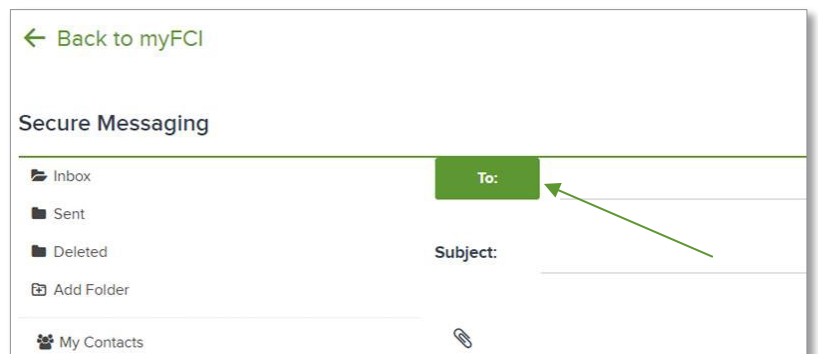 Back to myFCI
Secure Messaging
Inbox
To:
Sent
Deleted
Subject:
Add Folder
My Contacts